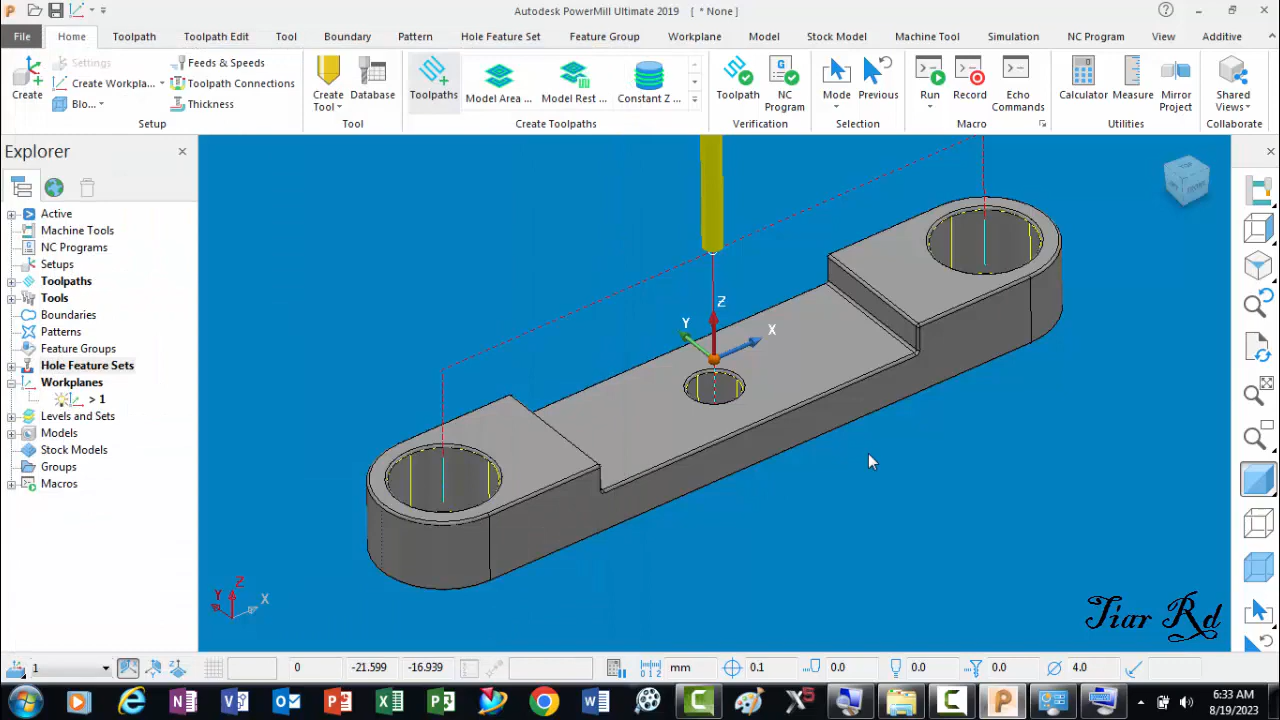 Autodesk PowerMill Ultimate 2019 [ * None ]
File Home Toolpath Toolpath Edit Tool Boundary Pattern Hole Feature Set Feature Group Workplane Model Stock Model Machine Tool Simulation NC Program View Additive
Settings
Create Workpla...
Blo...
Create
Feeds & Speeds
Toolpath Connections
Thickness
Setup
Create Tool
Database
Tool
Toolpaths
Model Area ...
Model Rest ...
Constant Z ...
Create Toolpaths
Toolpath
NC Program
Verification
Mode
Previous
Selection
Run
Record
Echo Commands
Macro
Calculator
Measure
Mirror Project
Utilities
Shared Views
Collaborate
Explorer
Active
Machine Tools
NC Programs
Setups
Toolpaths
Tools
Boundaries
Patterns
Feature Groups
Hole Feature Sets
Workplanes
> 1
Levels and Sets
Models
Stock Models
Groups
Macros
Z
Y
X
Z
Y
X
Tiar Rd
1 0 -21.599 -16.939 mm 0.1 0.0 0.0 0.0 4.0
6:33 AM
8/19/2023